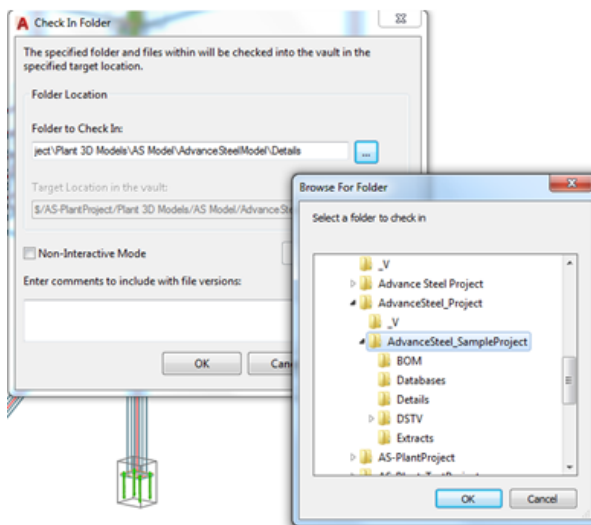 Check In Folder
The specified folder and files within will be checked into the vault in the
specified target location.
Folder Location
Folder to Check In:
ject\Plant 3D Models\AS Model\AdvanceSteelModel\Details
...
Target Location in the vault:
$/AS-PlantProject/Plant 3D Models/AS Model/AdvanceSte
Non-Interactive Mode
Enter comments to include with file versions:
OK
Canc
Browse For Folder
Select a folder to check in
_V
Advance Steel Project
AdvanceSteel_Project
_V
AdvanceSteel_SampleProject
BOM
Databases
Details
DSTV
Extracts
AS-PlantProject
OK
Cancel